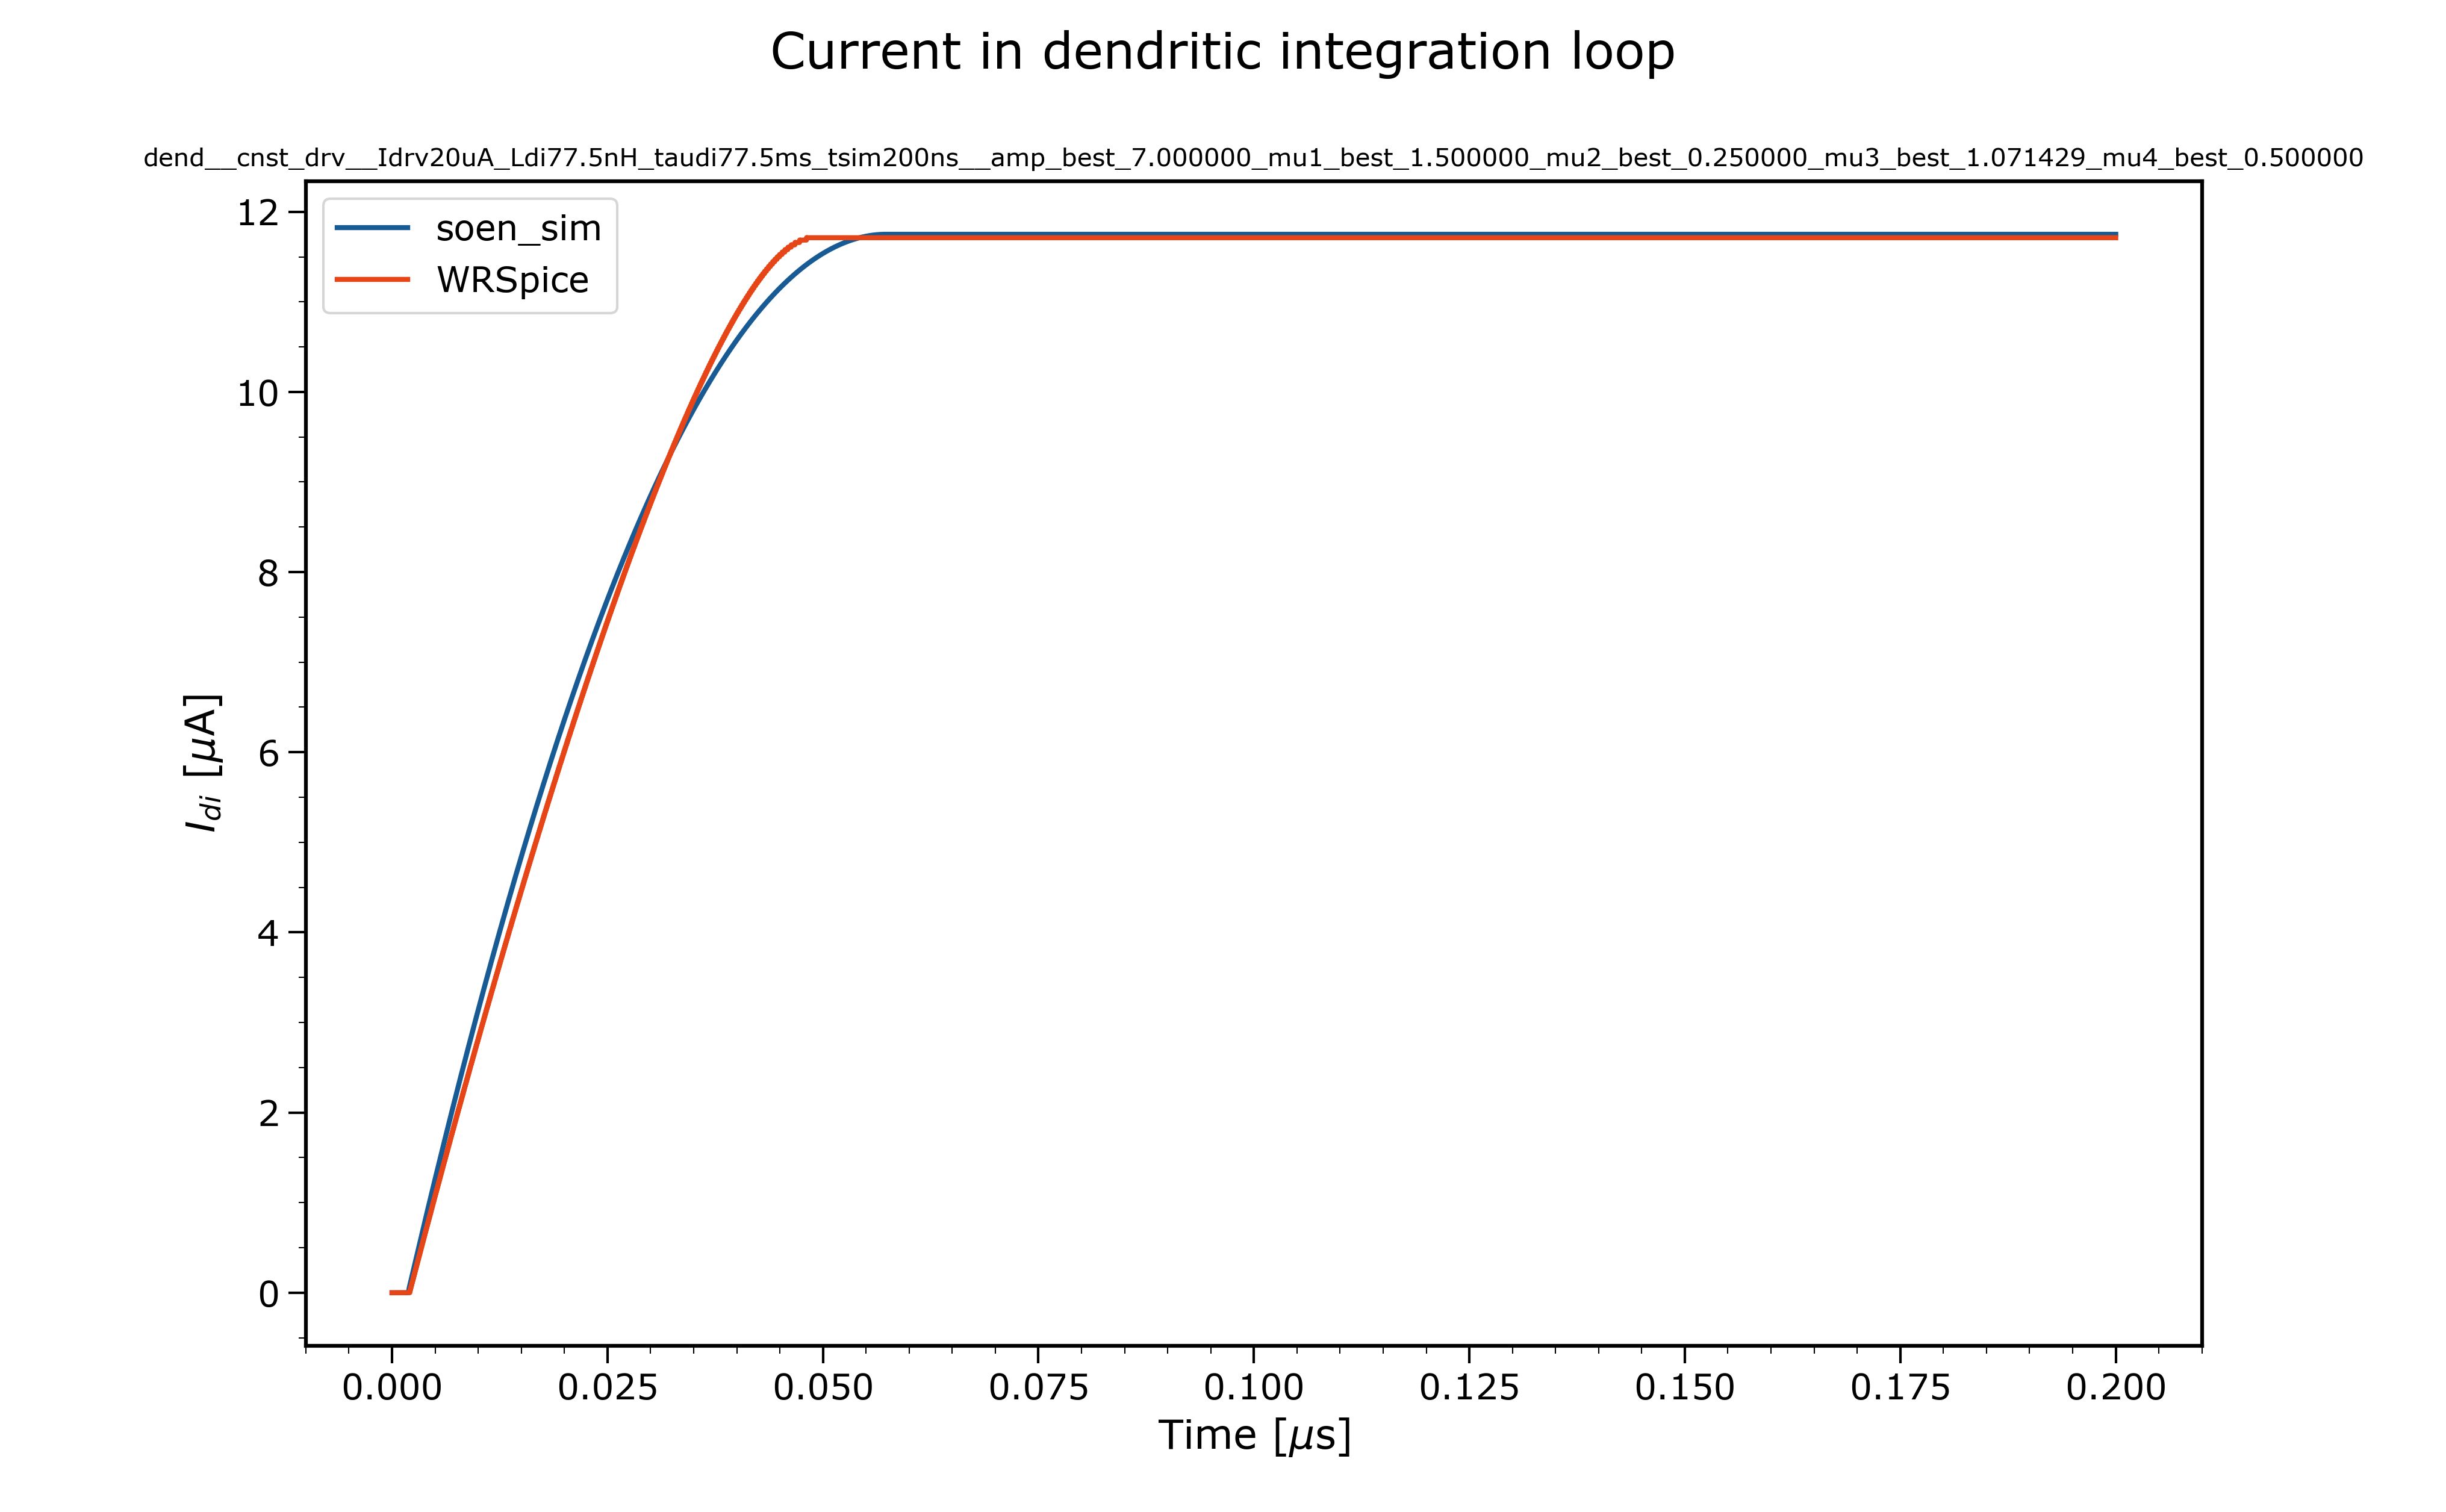 Current in dendritic integration loop
dend__cnst_drv__Idrv20uA_Ldi77.5nH_taudi77.5ms_tsim200ns__amp_best_7.000000_mu1_best_1.500000_mu2_best_0.250000_mu3_best_1.071429_mu4_best_0.500000
soen_sim
WRSpice
12
10
8
6
4
2
0
I_di [μA]
0.000 0.025 0.050 0.075 0.100 0.125 0.150 0.175 0.200
Time [μs]